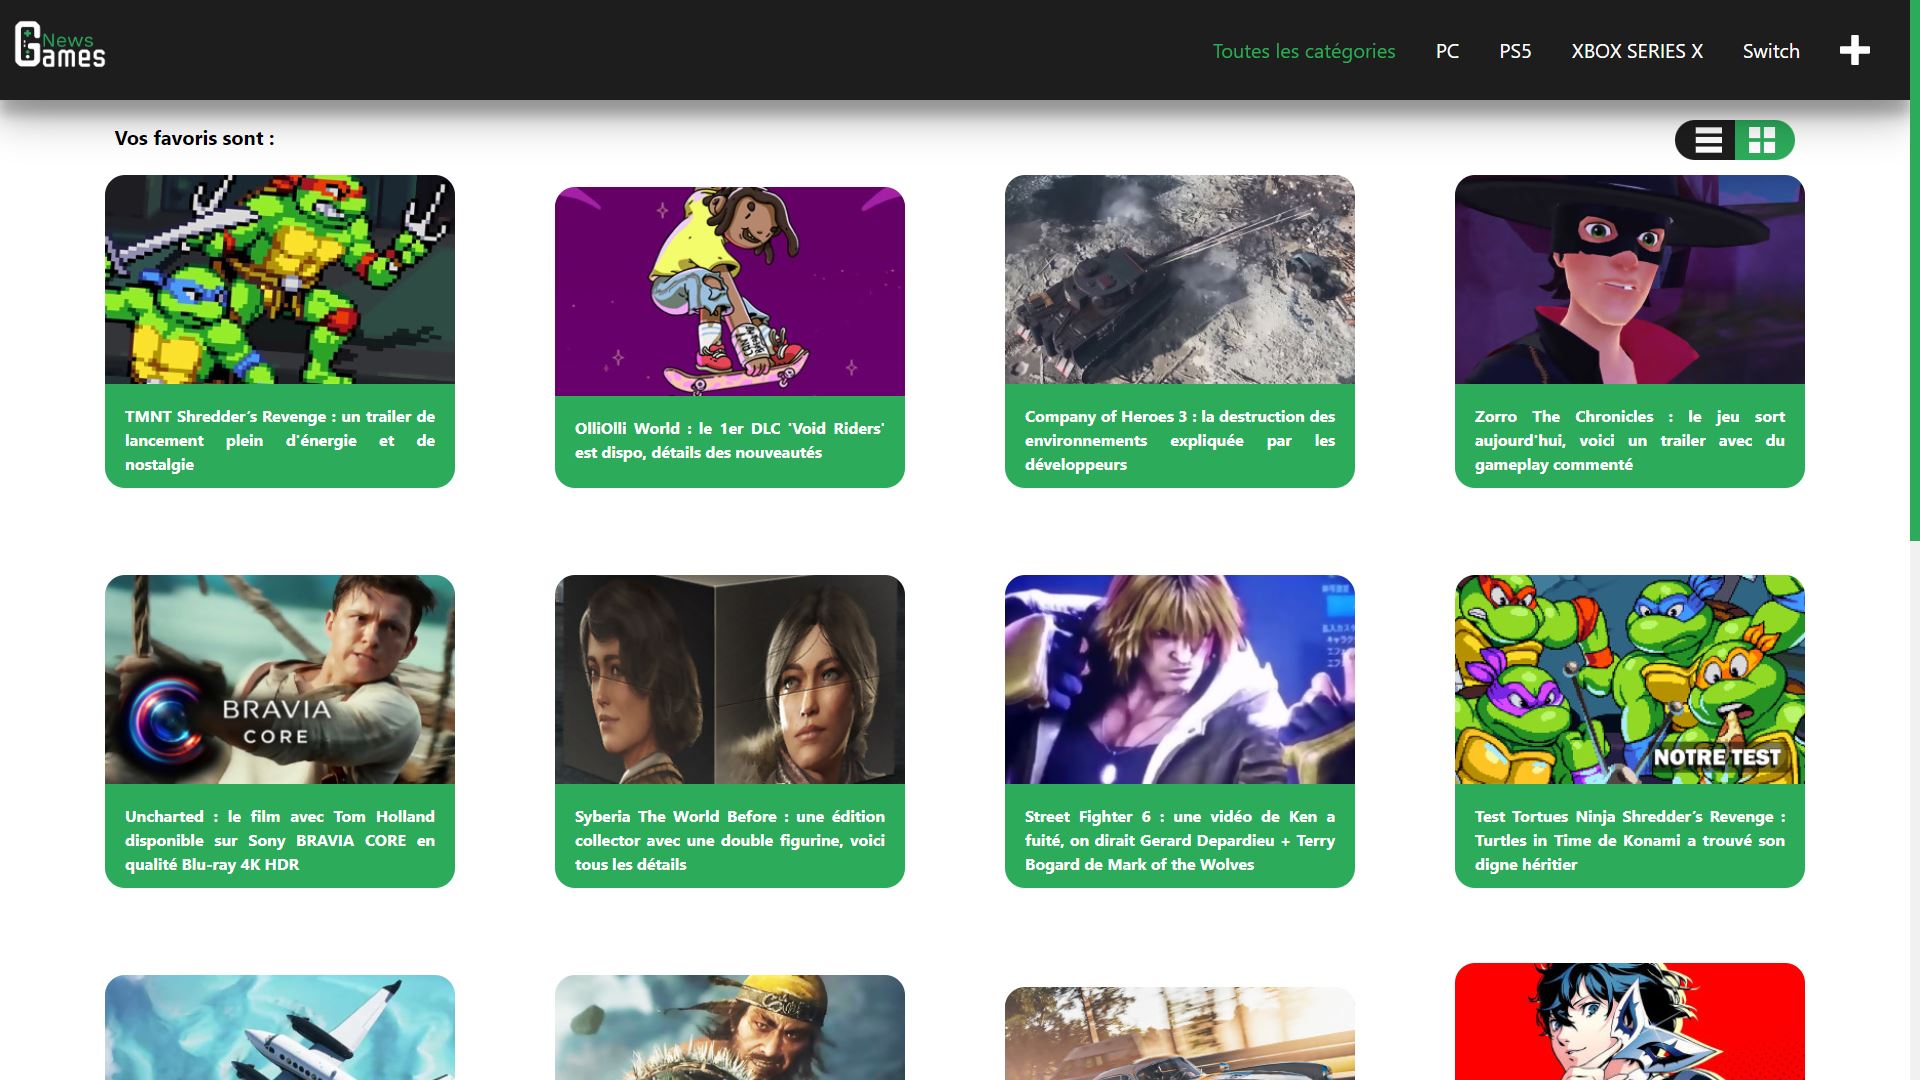 News
Games
Toutes les catégories
PC
PS5
XBOX SERIES X
Switch
Vos favoris sont :
TMNT Shredder’s Revenge : un trailer de
lancement plein d'énergie et de
nostalgie
OlliOlli World : le 1er DLC 'Void Riders'
est dispo, détails des nouveautés
Company of Heroes 3 : la destruction des
environnements expliquée par les
développeurs
Zorro The Chronicles : le jeu sort
aujourd'hui, voici un trailer avec du
gameplay commenté
BRAVIA
CORE
NOTRE TEST
Uncharted : le film avec Tom Holland
disponible sur Sony BRAVIA CORE en
qualité Blu-ray 4K HDR
Syberia The World Before : une édition
collector avec une double figurine, voici
tous les détails
Street Fighter 6 : une vidéo de Ken a
fuité, on dirait Gerard Depardieu + Terry
Bogard de Mark of the Wolves
Test Tortues Ninja Shredder’s Revenge :
Turtles in Time de Konami a trouvé son
digne héritier